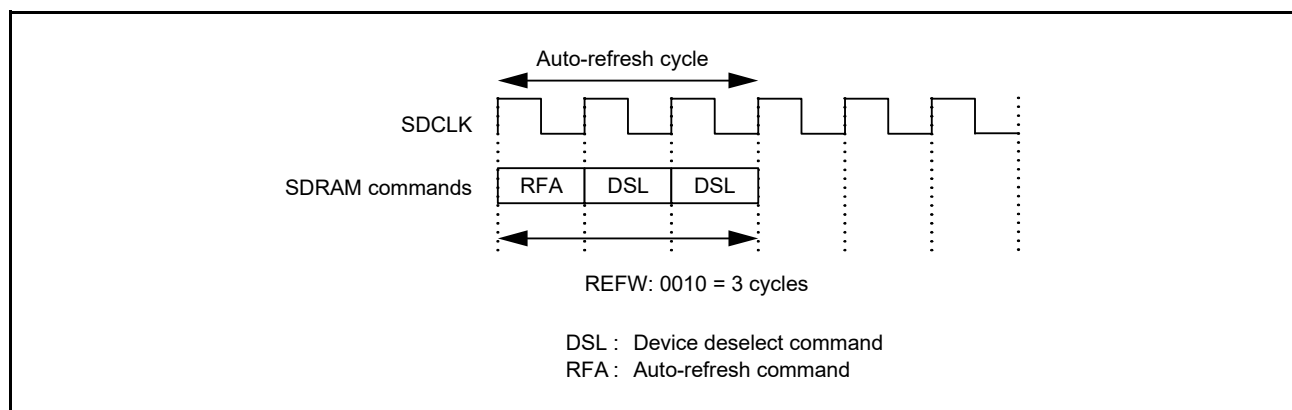 Auto-refresh cycle
SDCLK
SDRAM commands RFA DSL DSL
REFW: 0010 = 3 cycles
DSL : Device deselect command
RFA : Auto-refresh command